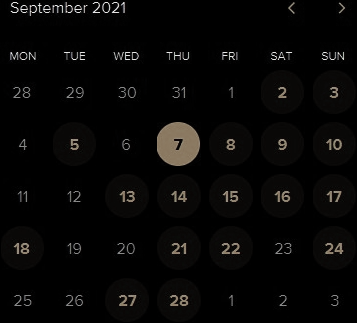 September 2021 < >
MON TUE WED THU FRI SAT SUN
28 29 30 31 1 2 3
4 5 6 7 8 9 10
11 12 13 14 15 16 17
18 19 20 21 22 23 24
25 26 27 28 1 2 3